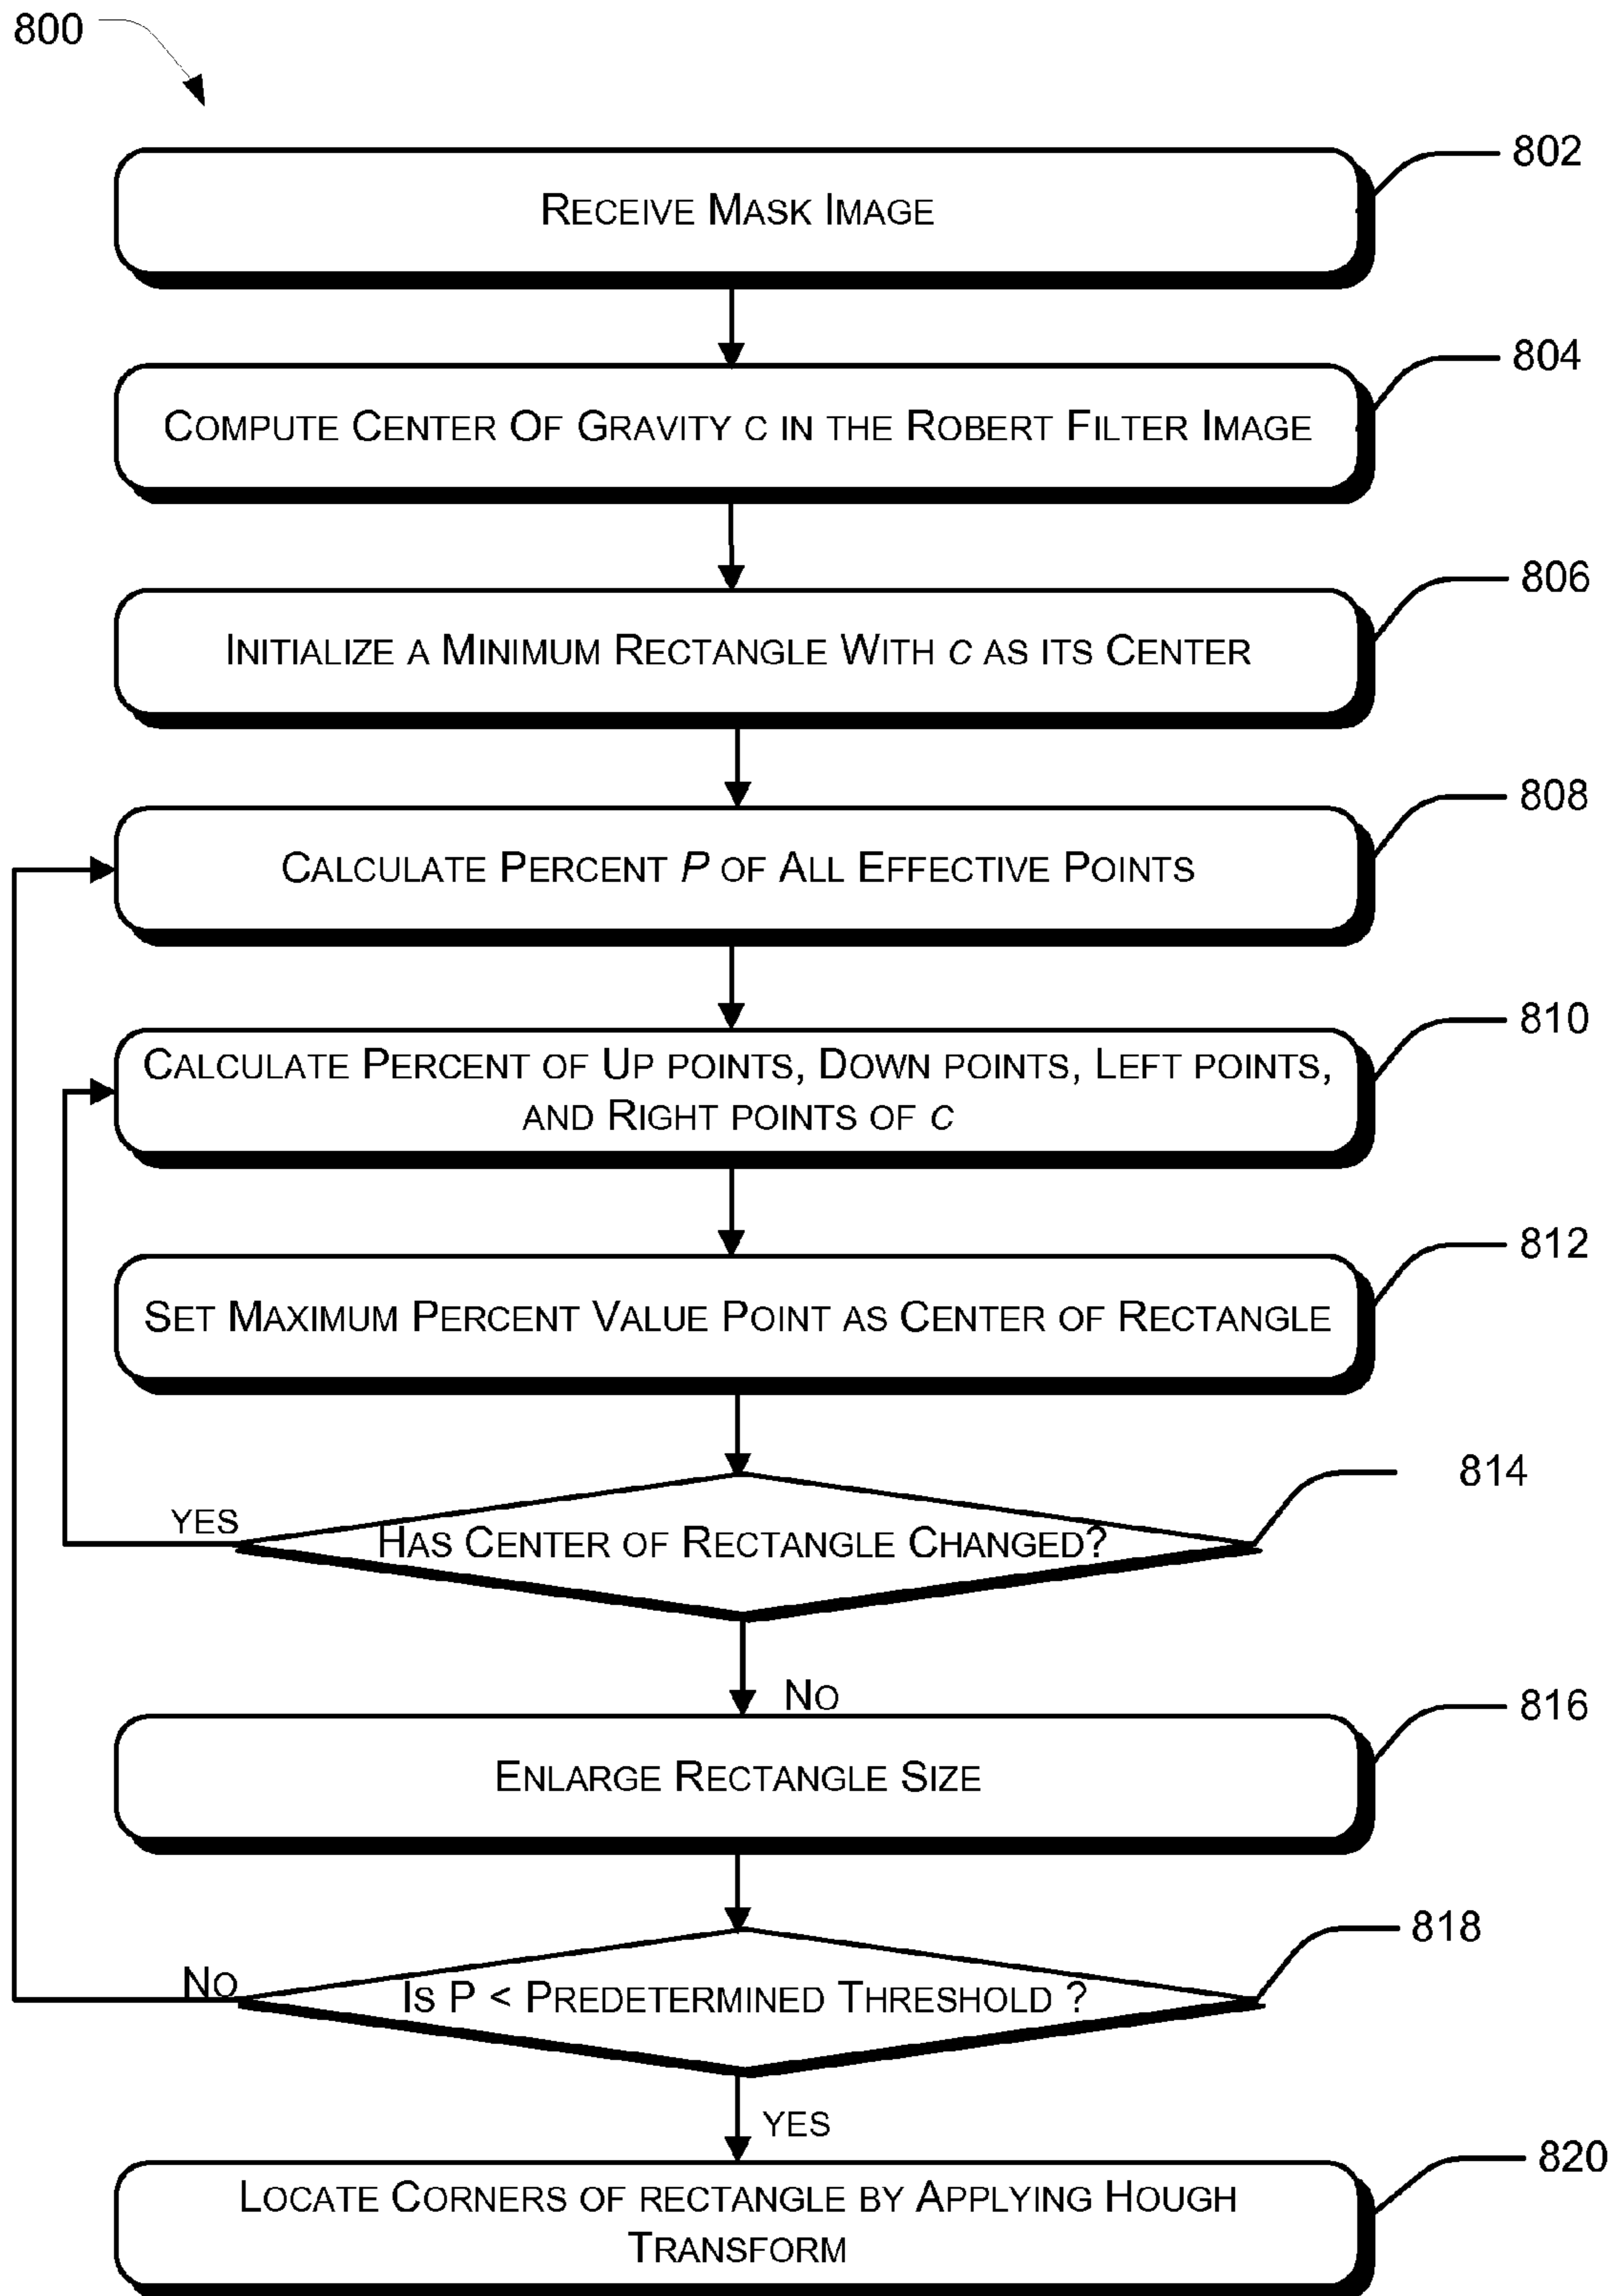 800
802
RECEIVE MASK IMAGE
804
COMPUTE CENTER OF GRAVITY C IN THE ROBERT FILTER IMAGE
806
INITIALIZE A MINIMUM RECTANGLE WITH C AS ITS CENTER
808
CALCULATE PERCENT P OF ALL EFFECTIVE POINTS
810
CALCULATE PERCENT OF UP POINTS, DOWN POINTS, LEFT POINTS,
AND RIGHT POINTS OF C
812
SET MAXIMUM PERCENT VALUE POINT AS CENTER OF RECTANGLE
814
YES
HAS CENTER OF RECTANGLE CHANGED?
NO
816
ENLARGE RECTANGLE SIZE
818
NO
IS P < PREDETERMINED THRESHOLD ?
YES
820
LOCATE CORNERS OF RECTANGLE BY APPLYING HOUGH
TRANSFORM